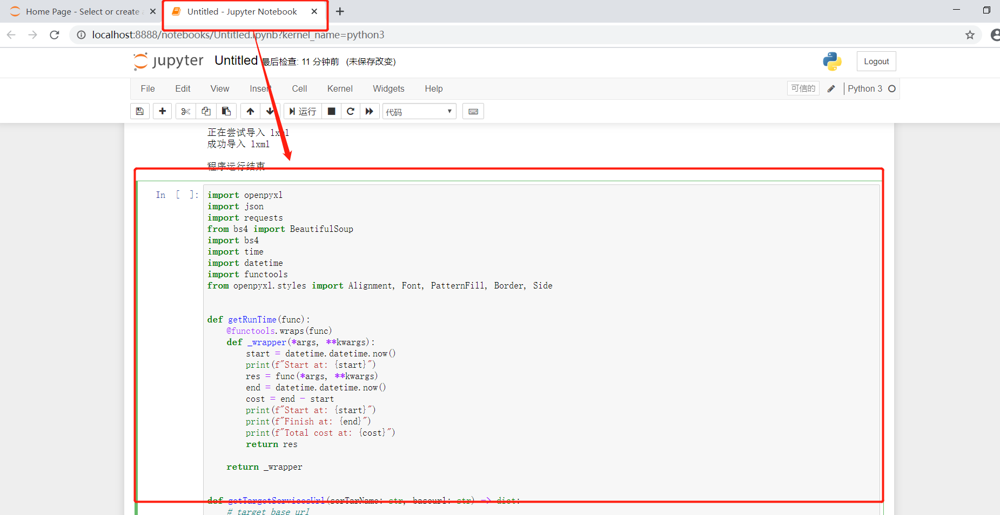 Home Page - Select or create a
Untitled - Jupyter Notebook
localhost:8888/notebooks/Untitled.ipynb?kernel_name=python3
jupyter Untitled 最后检查: 11 分钟前 (未保存改变)
Logout
File Edit View Insert Cell Kernel Widgets Help
可信的 Python 3
运行 代码
正在尝试导入 lxml
成功导入 lxml
程序运行结束
In [ ]:
import openpyxl
import json
import requests
from bs4 import BeautifulSoup
import bs4
import time
import datetime
import functools
from openpyxl.styles import Alignment, Font, PatternFill, Border, Side
def getRunTime(func):
    @functools.wraps(func)
    def _wrapper(*args, **kwargs):
        start = datetime.datetime.now()
        print(f"Start at: {start}")
        res = func(*args, **kwargs)
        end = datetime.datetime.now()
        cost = end - start
        print(f"Start at: {start}")
        print(f"Finish at: {end}")
        print(f"Total cost at: {cost}")
        return res
    return _wrapper
def getTargetServicesUrl(serTarName: str, baseurl: str) -> dict:
    # target base url